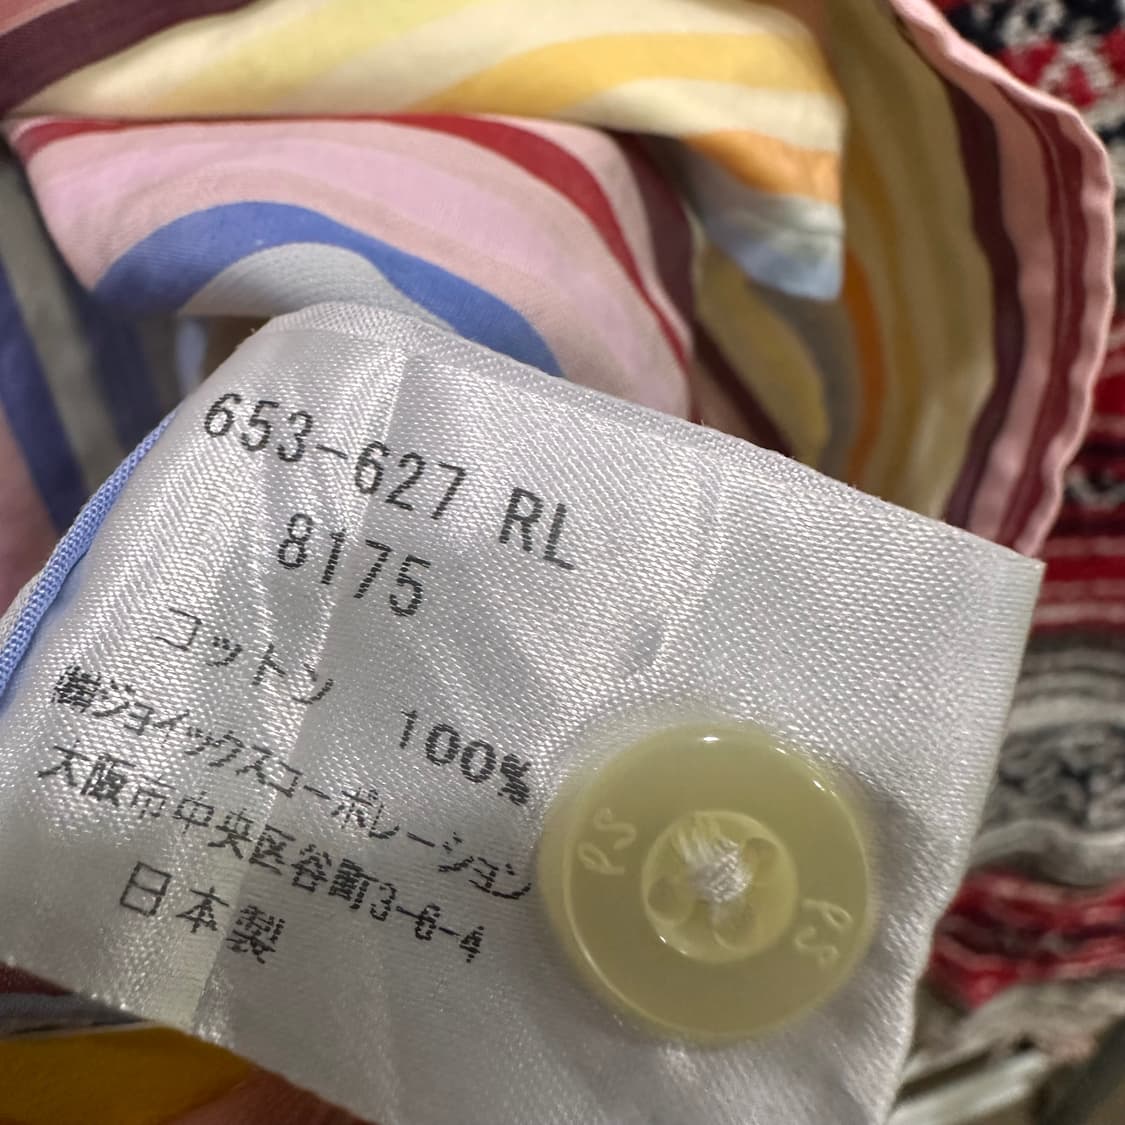 653-627 RL
8175
コットン 100%
㈱ジョイックスコーポレーション
大阪市中央区谷町3-6-4
日本製
PS
PS